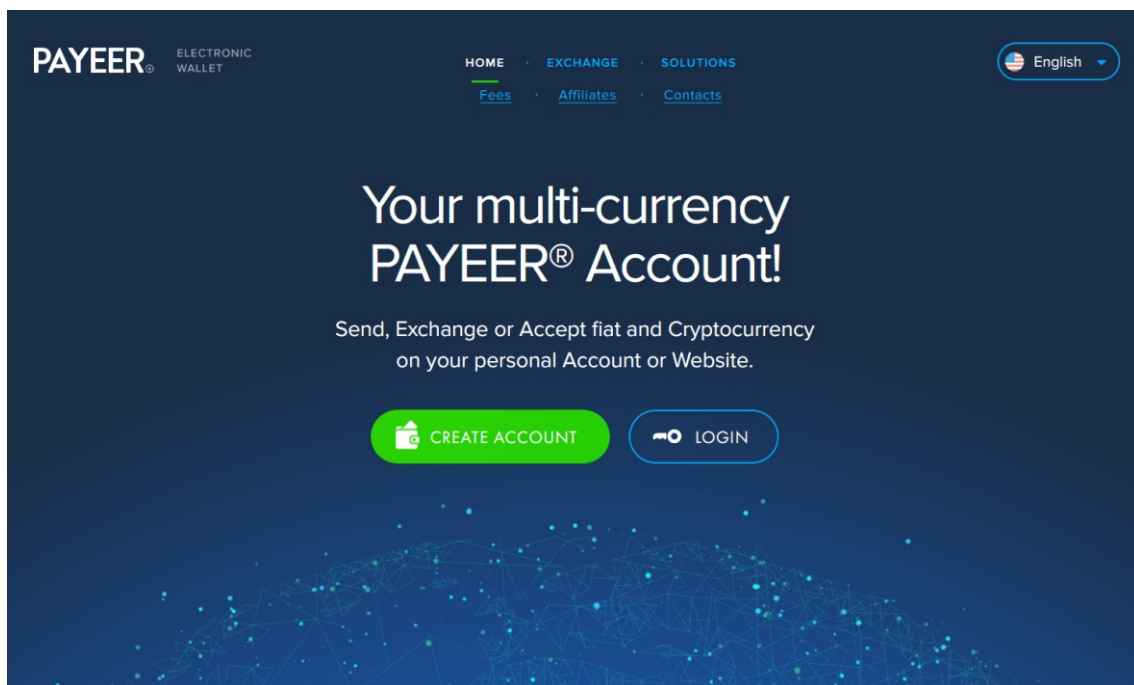 PAYEER®
ELECTRONIC
WALLET
HOME · EXCHANGE · SOLUTIONS
Fees · Affiliates · Contacts
English
Your multi-currency
PAYEER® Account!
Send, Exchange or Accept fiat and Cryptocurrency
on your personal Account or Website.
CREATE ACCOUNT
LOGIN